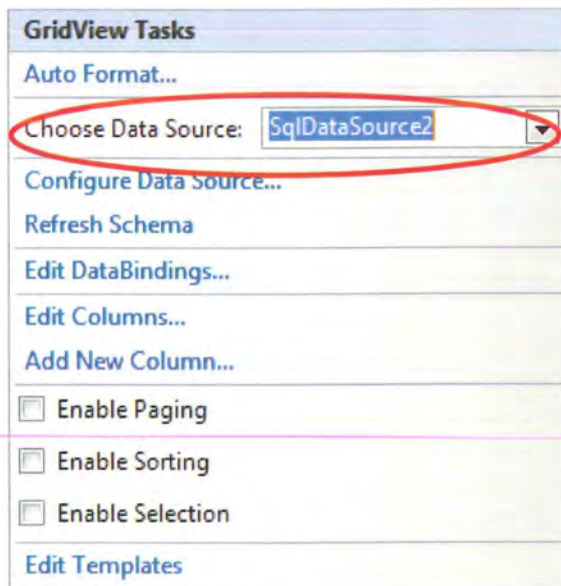 GridView Tasks
Auto Format...
Choose Data Source: SqlDataSource2
Configure Data Source...
Refresh Schema
Edit DataBindings...
Edit Columns...
Add New Column...
Enable Paging
Enable Sorting
Enable Selection
Edit Templates